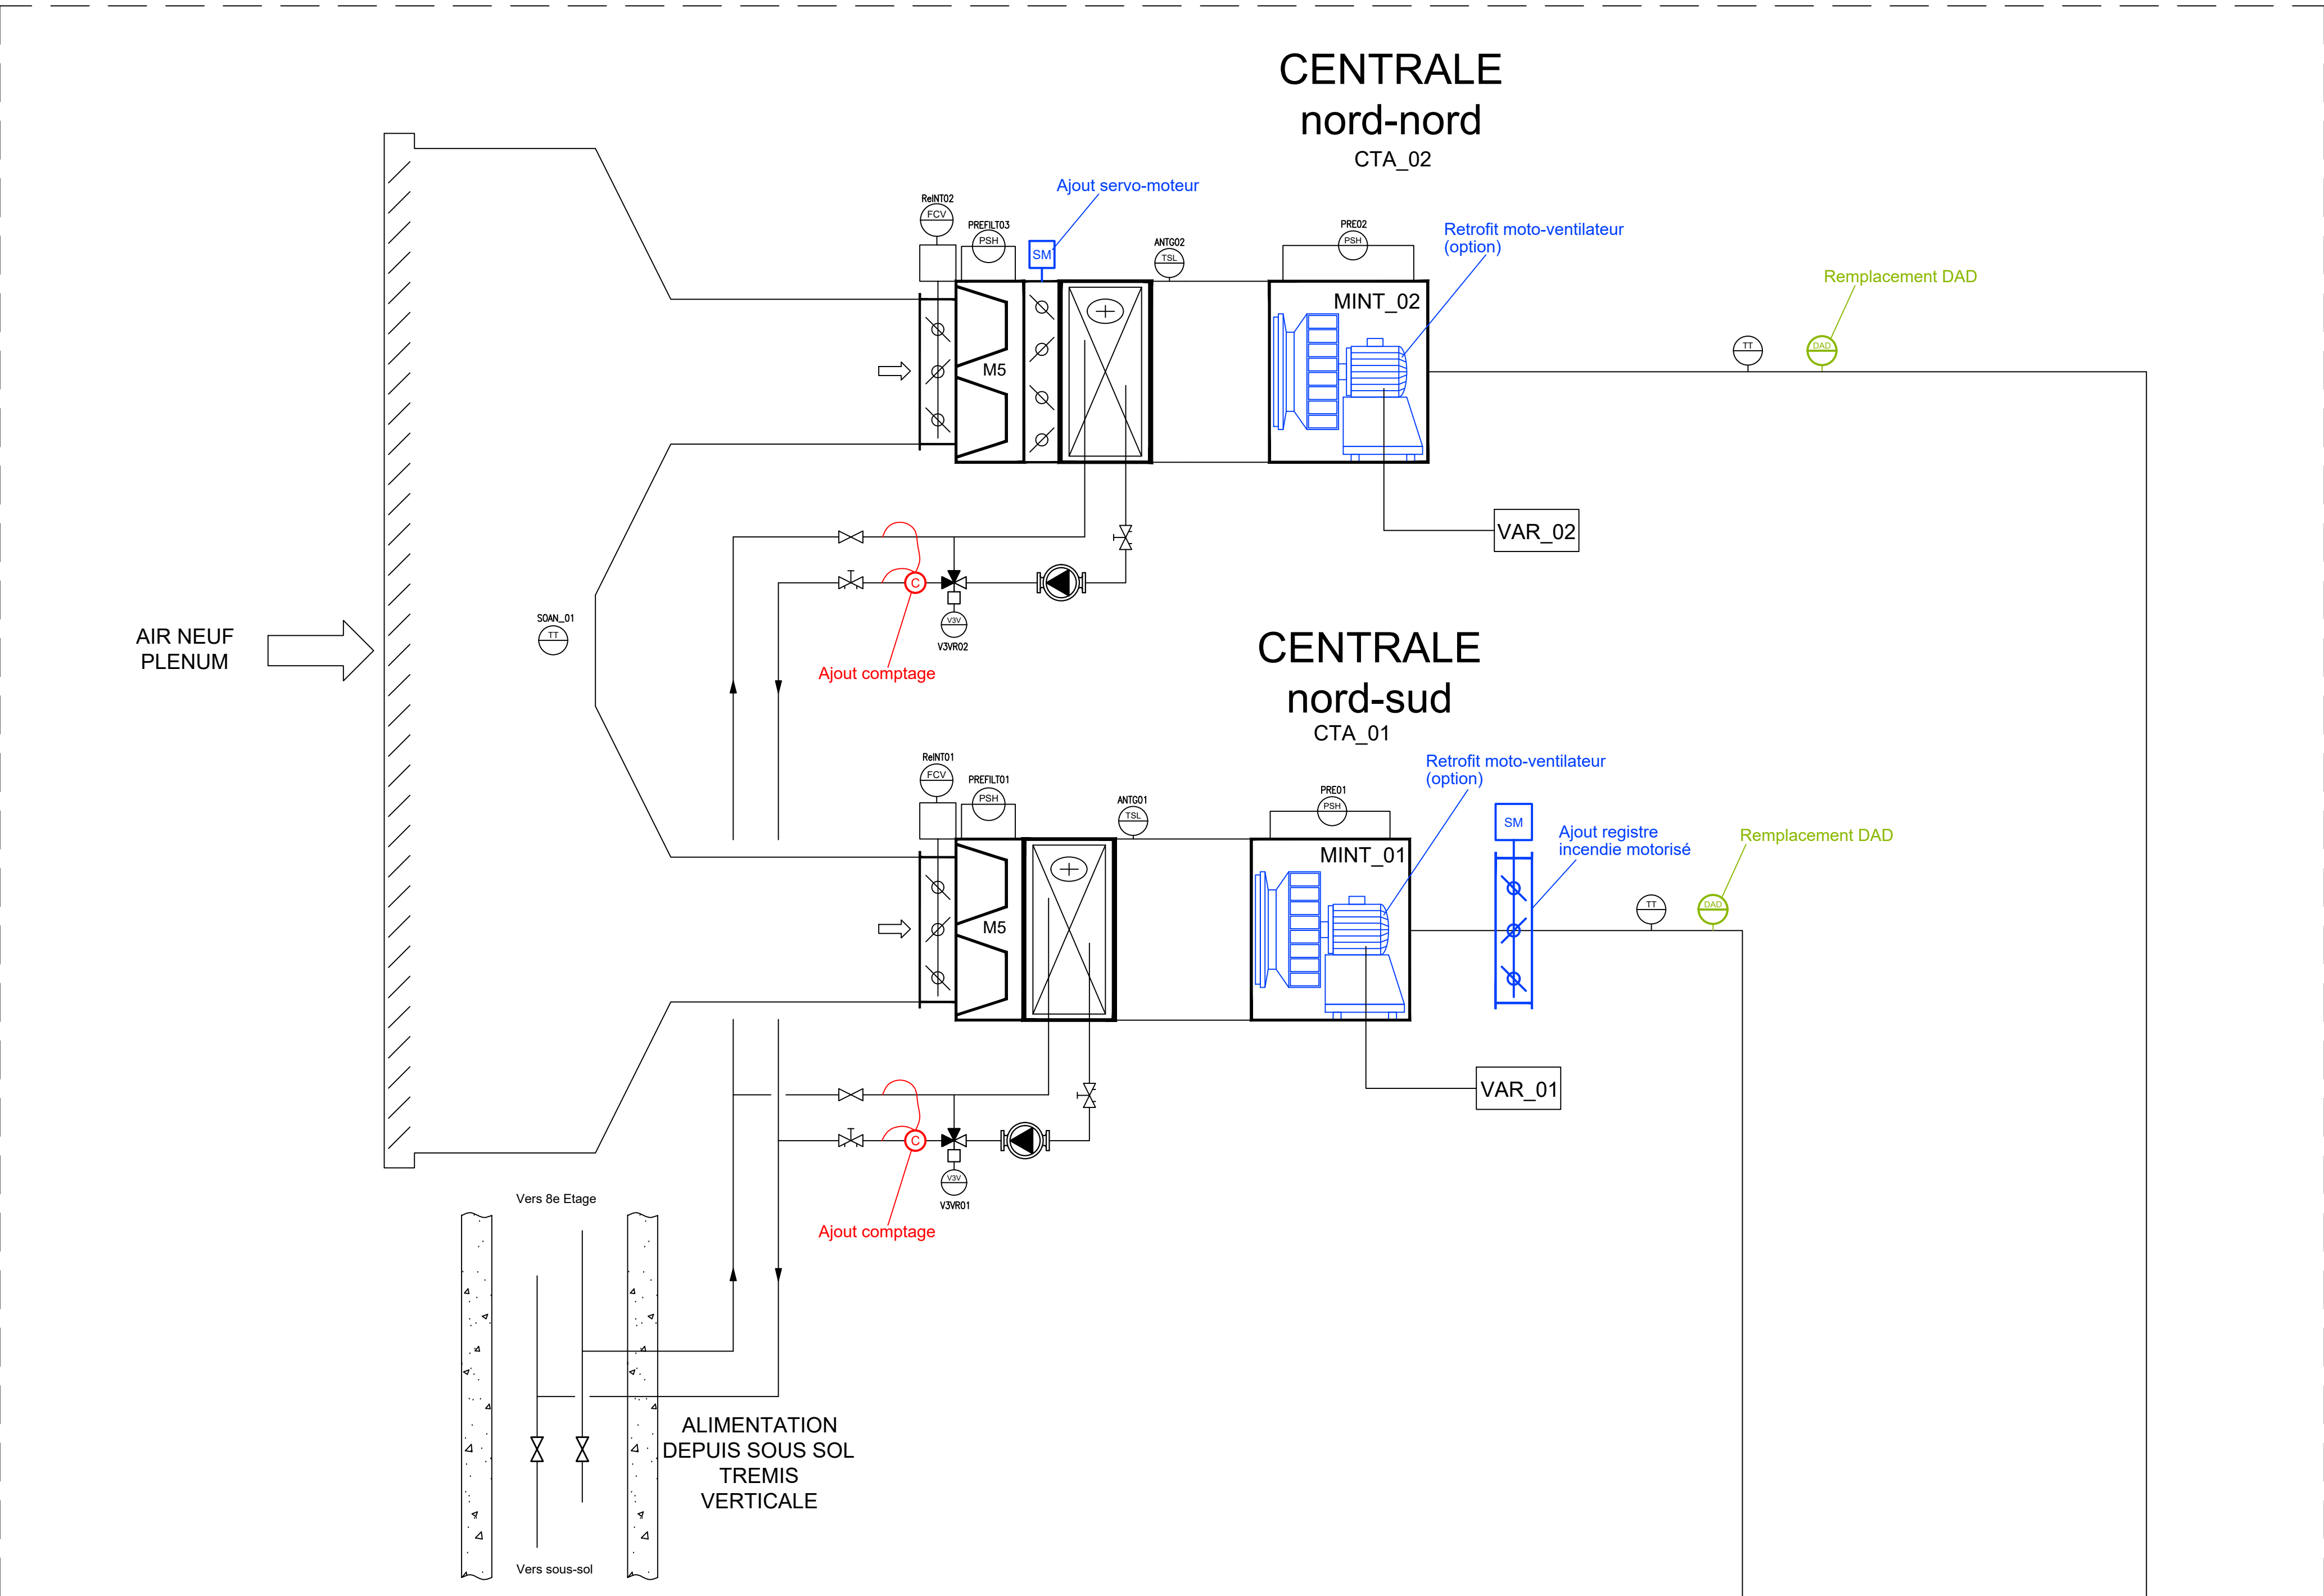 CENTRALE
nord-nord
CTA_02
Ajout servo-moteur
ReINT02
FCV
PREFILT03
PSH
SM
ANTG02
TSL
PRE02
PSH
Retrofit moto-ventilateur
(option)
Remplacement DAD
MINT_02
M5
TT
DAD
VAR_02
C
V3V
V3VR02
Ajout comptage
SOAN_01
TT
AIR NEUF
PLENUM
CENTRALE
nord-sud
CTA_01
ReINT01
FCV
PREFILT01
PSH
ANTG01
TSL
PRE01
PSH
Retrofit moto-ventilateur
(option)
SM
Ajout registre
incendie motorisé
Remplacement DAD
MINT_01
M5
TT
DAD
VAR_01
C
V3V
V3VR01
Ajout comptage
Vers 8e Etage
ALIMENTATION
DEPUIS SOUS SOL
TREMIS
VERTICALE
Vers sous-sol